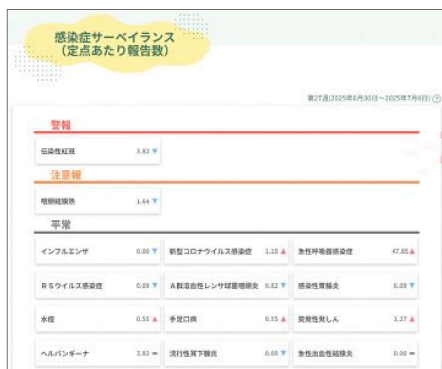 感染症サーベイランス
（定点あたり報告数）
第27週(2025年6月30日～2025年7月6日)
警報
伝染性紅斑 3.82 ▼
注意報
咽頭結膜熱 1.64 ▼
平常
インフルエンザ 0.00 ▼ 新型コロナウイルス感染症 1.15 ▲ 急性呼吸器感染症 47.85 ▲
ＲＳウイルス感染症 0.09 ▼ Ａ群溶血性レンサ球菌咽頭炎 0.82 ▼ 感染性胃腸炎 6.09 ▼
水痘 0.55 ▲ 手足口病 0.55 ▲ 突発性発しん 1.27 ▲
ヘルパンギーナ 3.82 ー 流行性耳下腺炎 0.00 ▼ 急性出血性結膜炎 0.00 ー